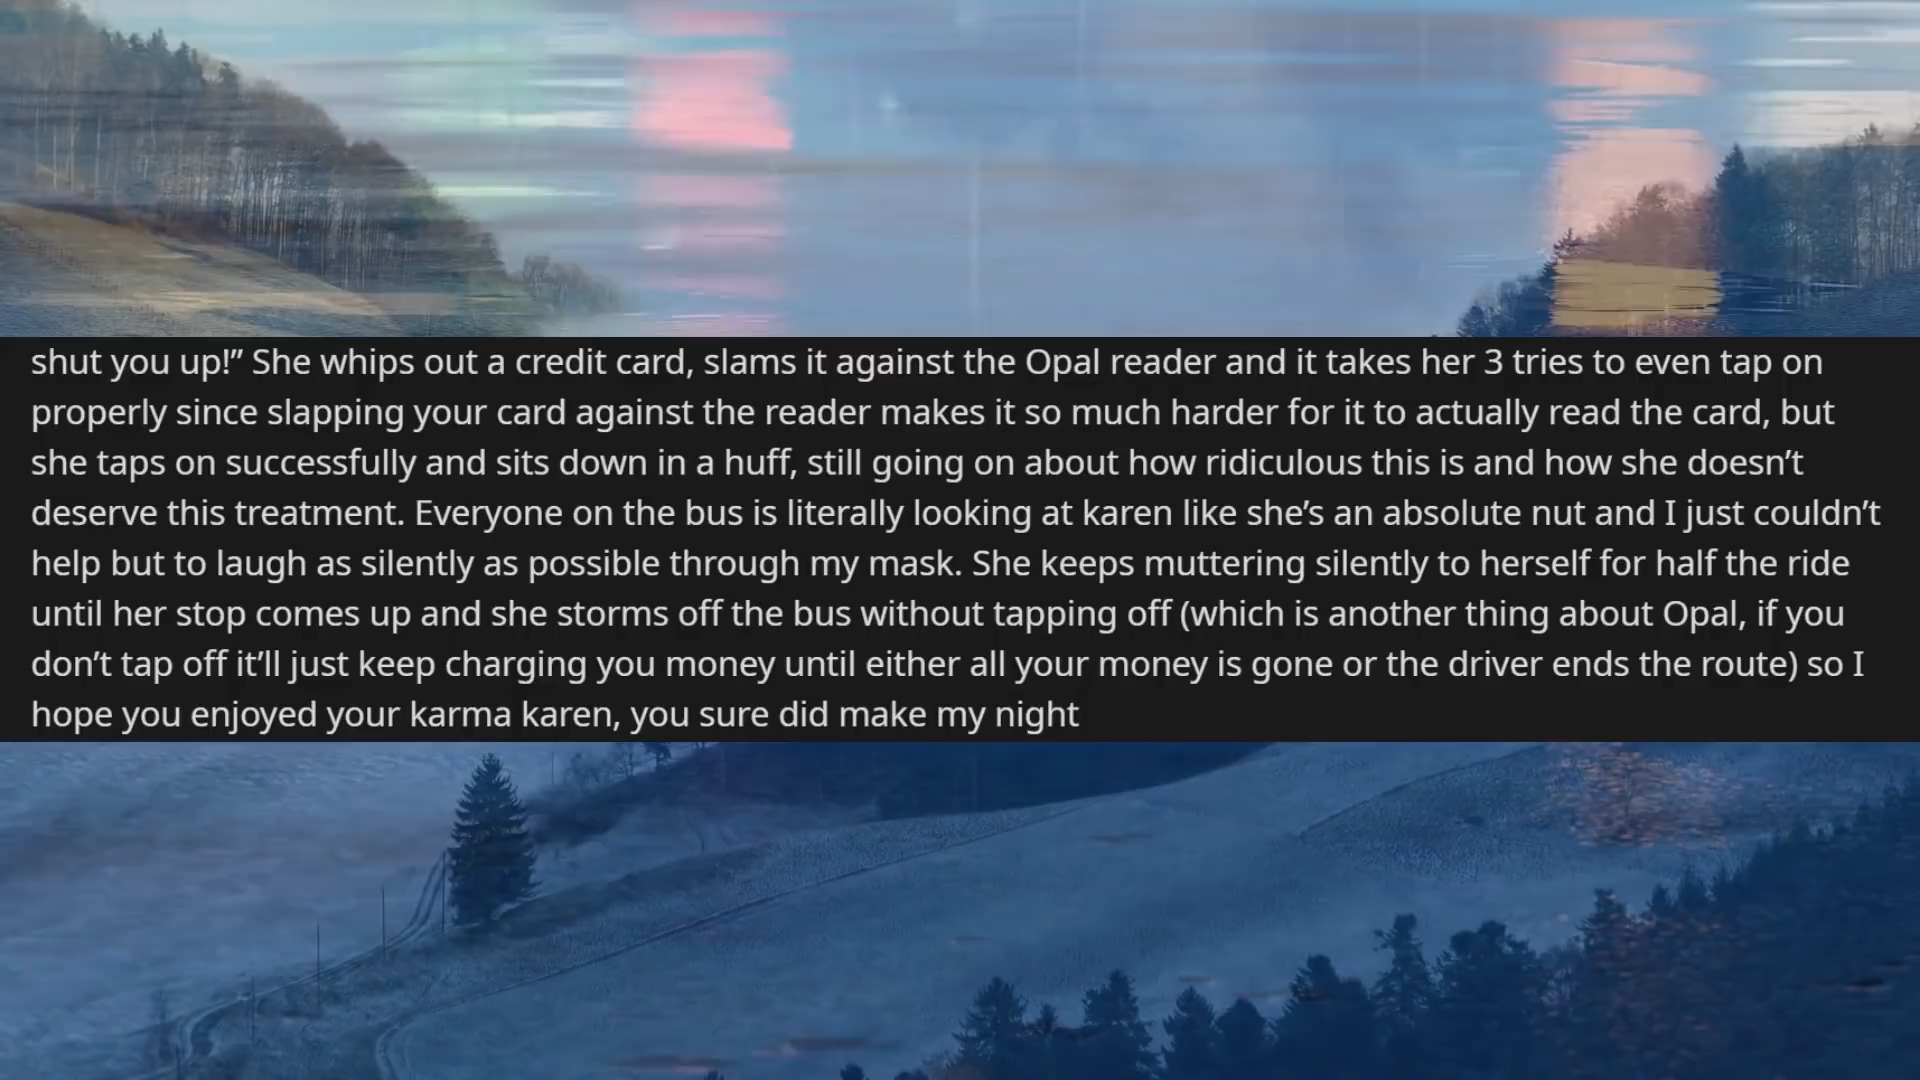 shut you up!” She whips out a credit card, slams it against the Opal reader and it takes her 3 tries to even tap on
properly since slapping your card against the reader makes it so much harder for it to actually read the card, but
she taps on successfully and sits down in a huff, still going on about how ridiculous this is and how she doesn’t
deserve this treatment. Everyone on the bus is literally looking at karen like she’s an absolute nut and I just couldn’t
help but to laugh as silently as possible through my mask. She keeps muttering silently to herself for half the ride
until her stop comes up and she storms off the bus without tapping off (which is another thing about Opal, if you
don’t tap off it’ll just keep charging you money until either all your money is gone or the driver ends the route) so I
hope you enjoyed your karma karen, you sure did make my night